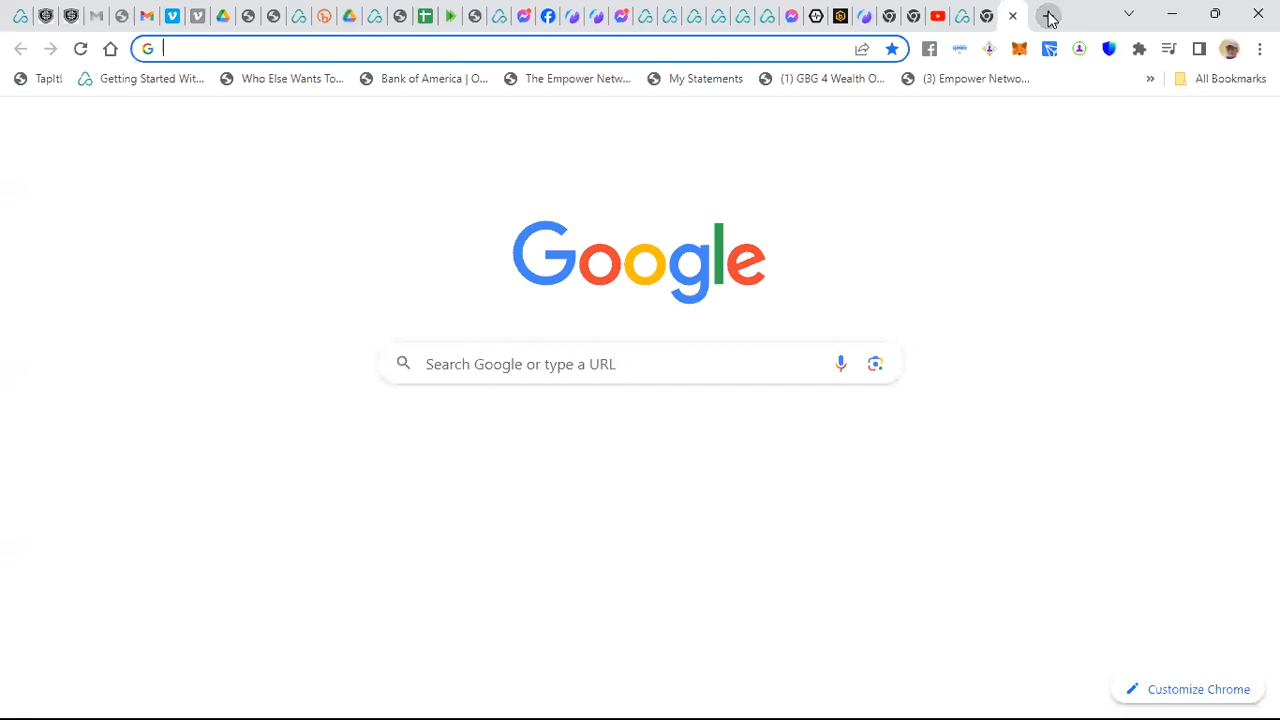 TapIt!
Getting Started Wit...
Who Else Wants To...
Bank of America | O...
The Empower Netw...
My Statements
(1) GBG 4 Wealth O...
(3) Empower Netwo...
»
All Bookmarks
Google
Search Google or type a URL
Customize Chrome